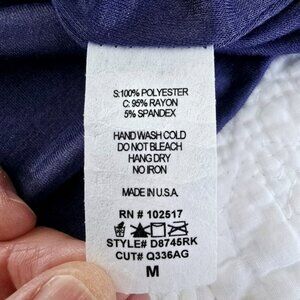 S:100% POLYESTER
C: 95% RAYON
5% SPANDEX
HAND WASH COLD
DO NOT BLEACH
HANG DRY
NO IRON
MADE IN U.S.A.
RN # 102517
STYLE# D8745RK
CUT# Q336AG
M